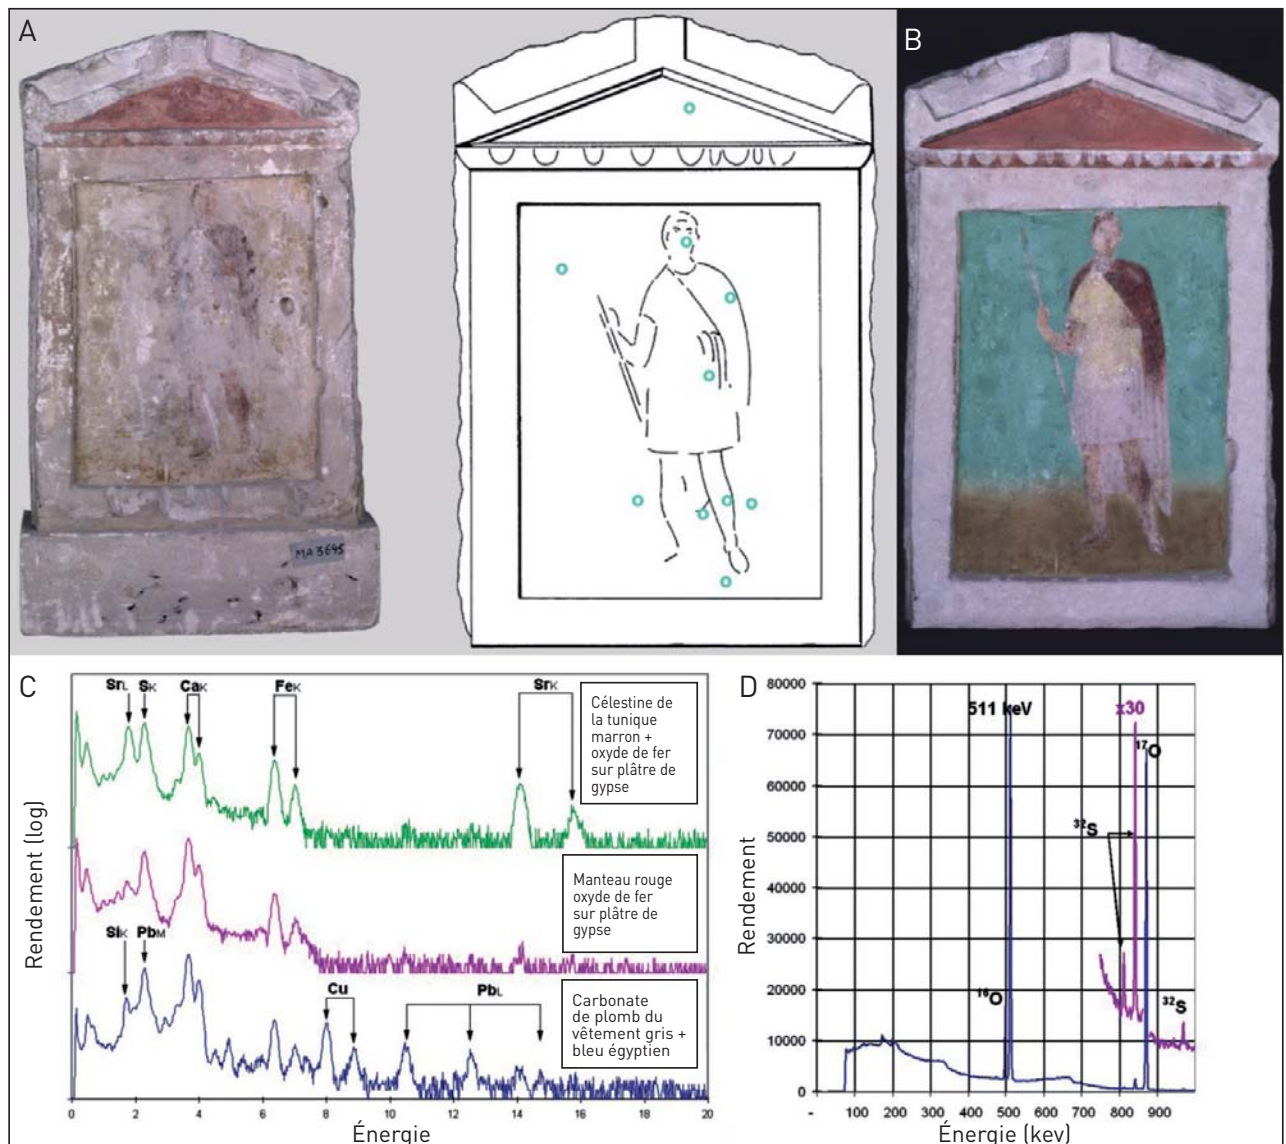 A
B
MA 3645
C
SrL
SK
CaK
FeK
SrK
Célestine de
la tunique
marron +
oxyde de fer
sur plâtre de
gypse
Manteau rouge
oxyde de fer
sur plâtre de
gypse
SiK
PbM
Cu
PbL
Carbonate
de plomb du
vêtement gris +
bleu égyptien
Rendement (log)
0 2 4 6 8 10 12 14 16 18 20
Énergie
D
80000
70000
60000
50000
40000
30000
20000
10000
0
511 keV
x30
17O
32S
16O
32S
Rendement
- 100 200 300 400 500 600 700 800 900
Énergie (kev)